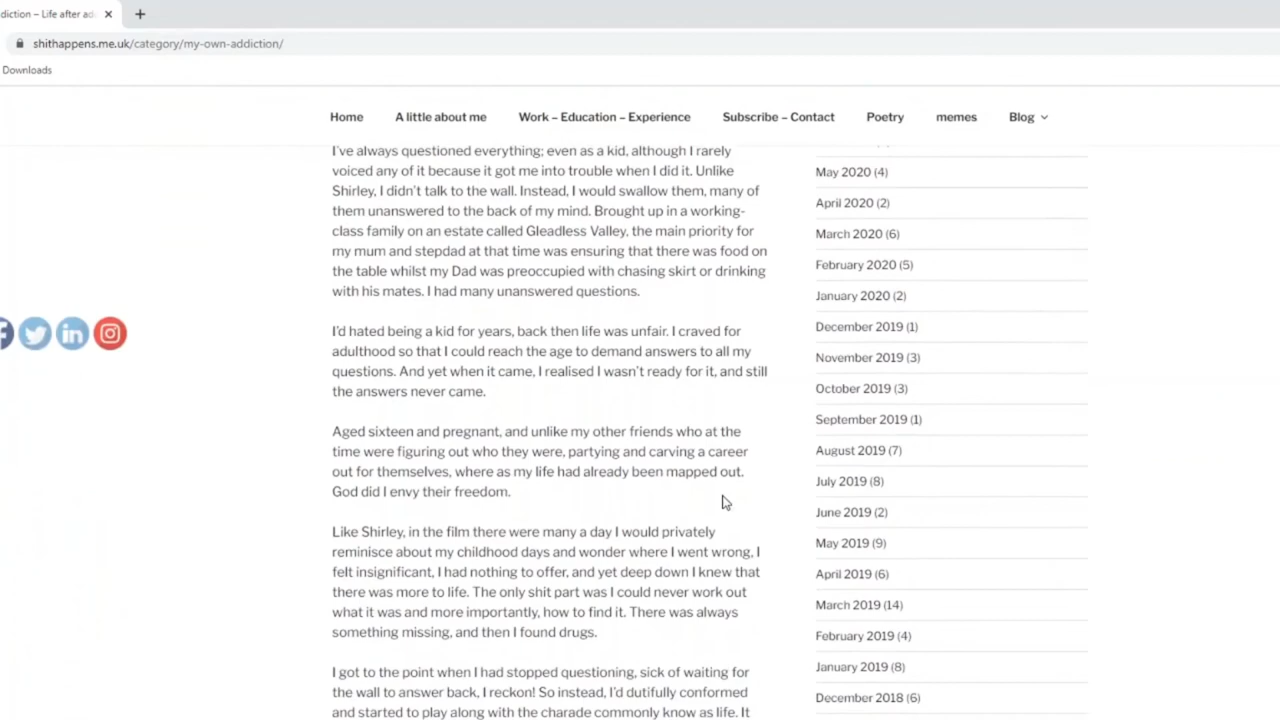 diction – Life after ad
shithappens.me.uk/category/my-own-addiction/
Downloads
Home A little about me Work – Education – Experience Subscribe – Contact Poetry memes Blog
I've always questioned everything; even as a kid, although I rarely
voiced any of it because it got me into trouble when I did it. Unlike
Shirley, I didn't talk to the wall. Instead, I would swallow them, many of
them unanswered to the back of my mind. Brought up in a working-
class family on an estate called Gleadless Valley, the main priority for
my mum and stepdad at that time was ensuring that there was food on
the table whilst my Dad was preoccupied with chasing skirt or drinking
with his mates. I had many unanswered questions.
I'd hated being a kid for years, back then life was unfair. I craved for
adulthood so that I could reach the age to demand answers to all my
questions. And yet when it came, I realised I wasn't ready for it, and still
the answers never came.
Aged sixteen and pregnant, and unlike my other friends who at the
time were figuring out who they were, partying and carving a career
out for themselves, where as my life had already been mapped out.
God did I envy their freedom.
Like Shirley, in the film there were many a day I would privately
reminisce about my childhood days and wonder where I went wrong, I
felt insignificant, I had nothing to offer, and yet deep down I knew that
there was more to life. The only shit part was I could never work out
what it was and more importantly, how to find it. There was always
something missing, and then I found drugs.
I got to the point when I had stopped questioning, sick of waiting for
the wall to answer back, I reckon! So instead, I'd dutifully conformed
and started to play along with the charade commonly know as life. It
May 2020 (4)
April 2020 (2)
March 2020 (6)
February 2020 (5)
January 2020 (2)
December 2019 (1)
November 2019 (3)
October 2019 (3)
September 2019 (1)
August 2019 (7)
July 2019 (8)
June 2019 (2)
May 2019 (9)
April 2019 (6)
March 2019 (14)
February 2019 (4)
January 2019 (8)
December 2018 (6)